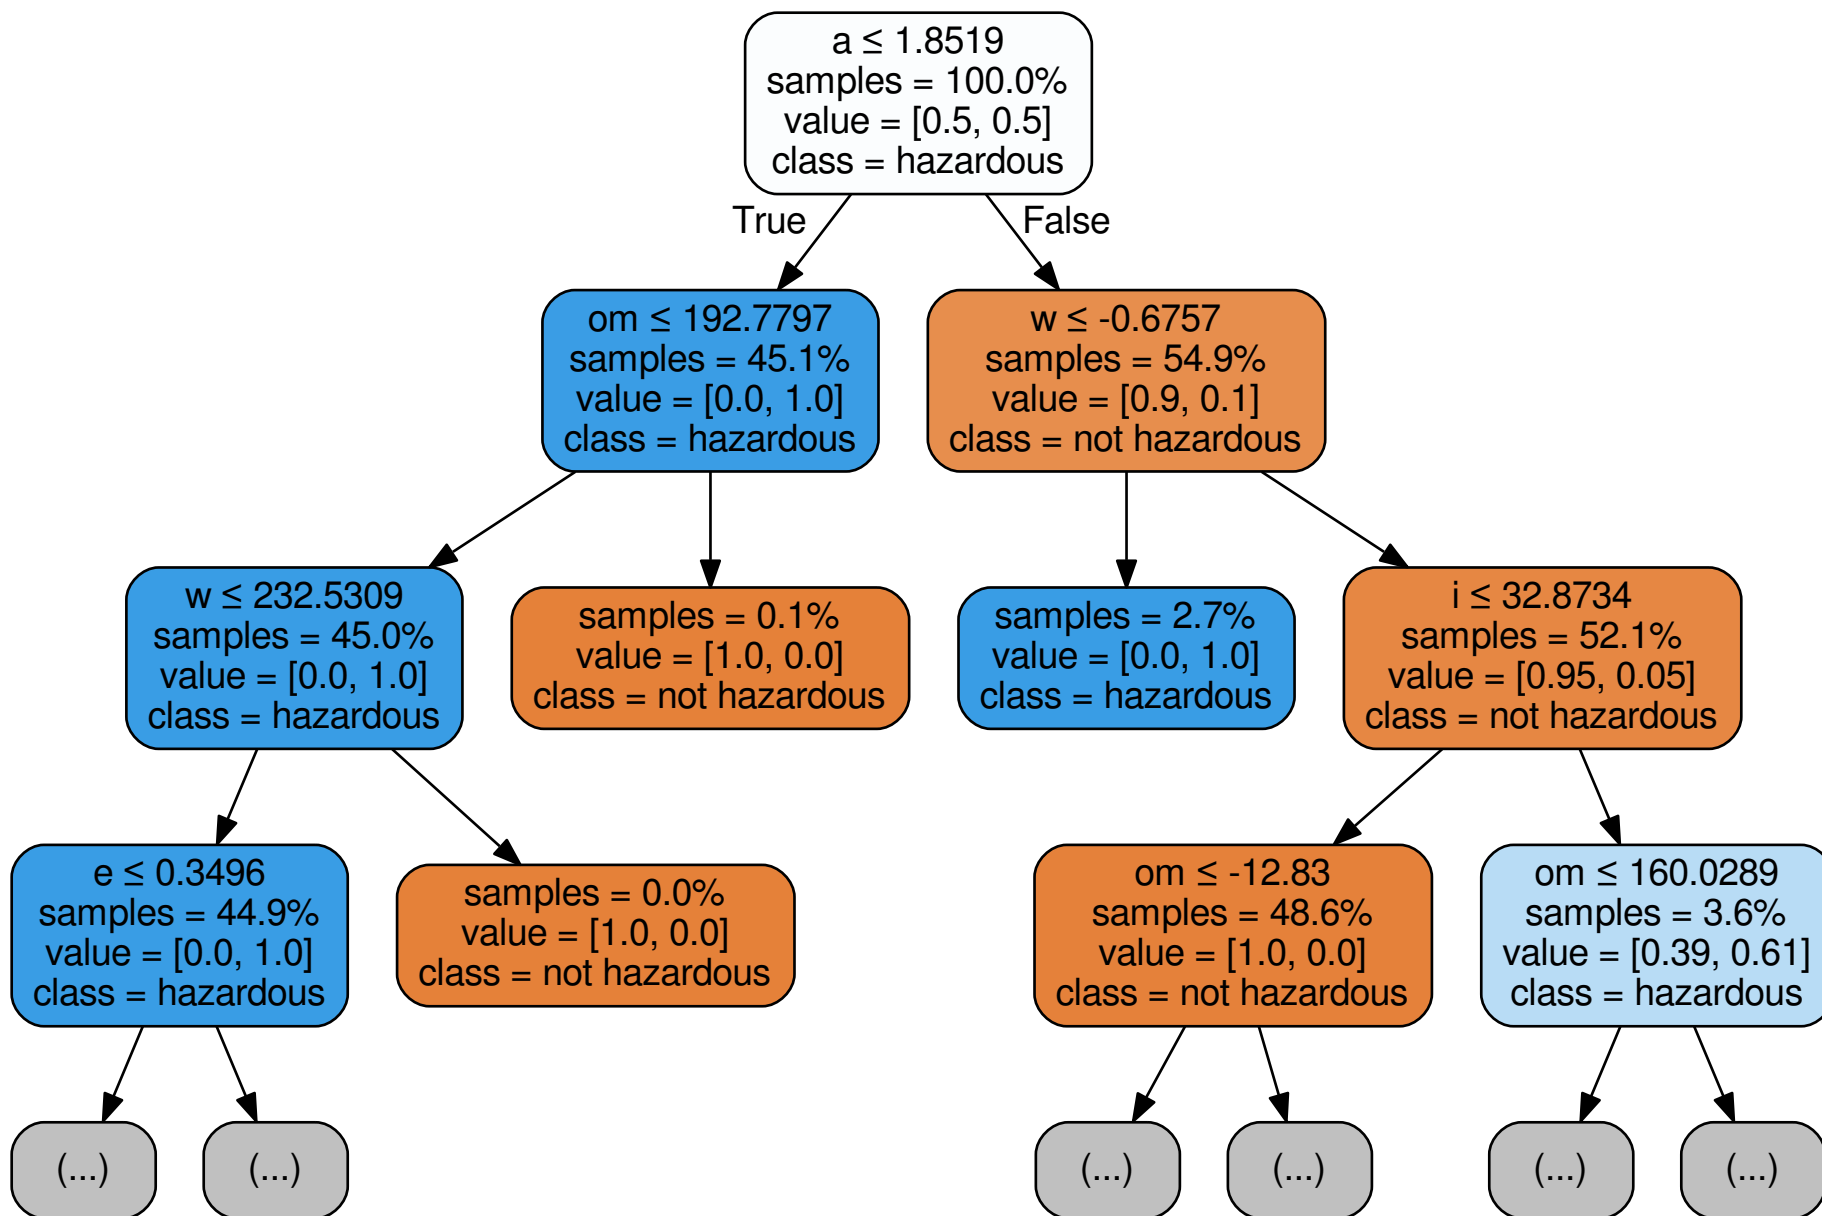 a ≤ 1.8519
samples = 100.0%
value = [0.5, 0.5]
class = hazardous
True
False
om ≤ 192.7797
samples = 45.1%
value = [0.0, 1.0]
class = hazardous
w ≤ -0.6757
samples = 54.9%
value = [0.9, 0.1]
class = not hazardous
w ≤ 232.5309
samples = 45.0%
value = [0.0, 1.0]
class = hazardous
samples = 0.1%
value = [1.0, 0.0]
class = not hazardous
samples = 2.7%
value = [0.0, 1.0]
class = hazardous
i ≤ 32.8734
samples = 52.1%
value = [0.95, 0.05]
class = not hazardous
e ≤ 0.3496
samples = 44.9%
value = [0.0, 1.0]
class = hazardous
samples = 0.0%
value = [1.0, 0.0]
class = not hazardous
om ≤ -12.83
samples = 48.6%
value = [1.0, 0.0]
class = not hazardous
om ≤ 160.0289
samples = 3.6%
value = [0.39, 0.61]
class = hazardous
(...)
(...)
(...)
(...)
(...)
(...)